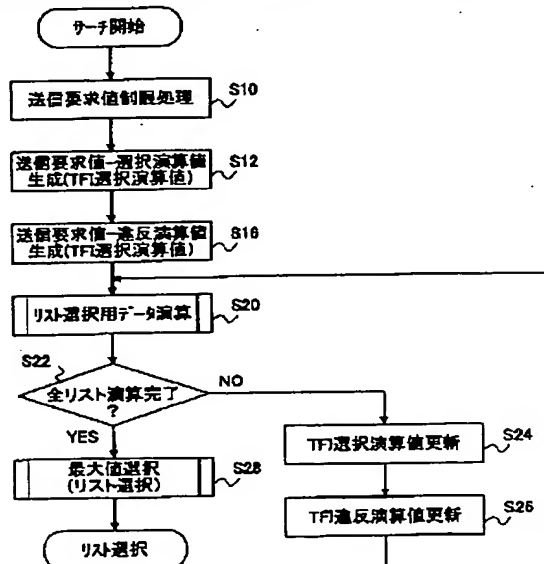 サーチ開始
送信要求値制限処理
S10
送信要求値-選択演算値
生成(TFI選択演算値)
S12
送信要求値-違反演算値
生成(TFI選択演算値)
S16
リスト選択用データ演算
S20
S22
全リスト演算完了
?
NO
YES
TFI選択演算値更新
S24
最大値選択
(リスト選択)
S28
TFI違反演算値更新
S26
リスト選択